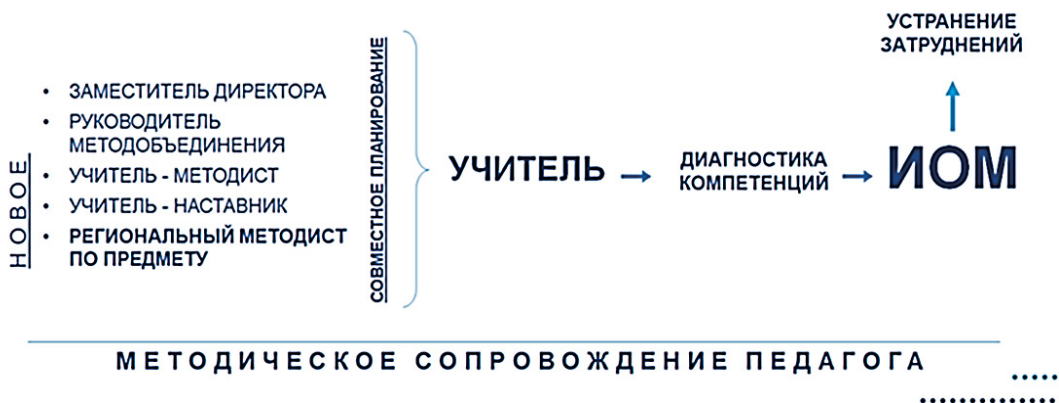 НОВОЕ
• ЗАМЕСТИТЕЛЬ ДИРЕКТОРА
• РУКОВОДИТЕЛЬ
МЕТОДОБЪЕДИНЕНИЯ
• УЧИТЕЛЬ - МЕТОДИСТ
• УЧИТЕЛЬ - НАСТАВНИК
• РЕГИОНАЛЬНЫЙ МЕТОДИСТ
ПО ПРЕДМЕТУ
СОВМЕСТНОЕ ПЛАНИРОВАНИЕ
УЧИТЕЛЬ
ДИАГНОСТИКА
КОМПЕТЕНЦИЙ
ИОМ
УСТРАНЕНИЕ
ЗАТРУДНЕНИЙ
МЕТОДИЧЕСКОЕ СОПРОВОЖДЕНИЕ ПЕДАГОГА